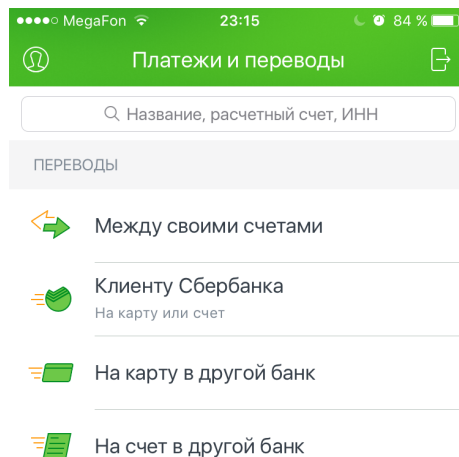 MegaFon 23:15 84 %
Платежи и переводы
Название, расчетный счет, ИНН
ПЕРЕВОДЫ
Между своими счетами
Клиенту Сбербанка
На карту или счет
На карту в другой банк
На счет в другой банк